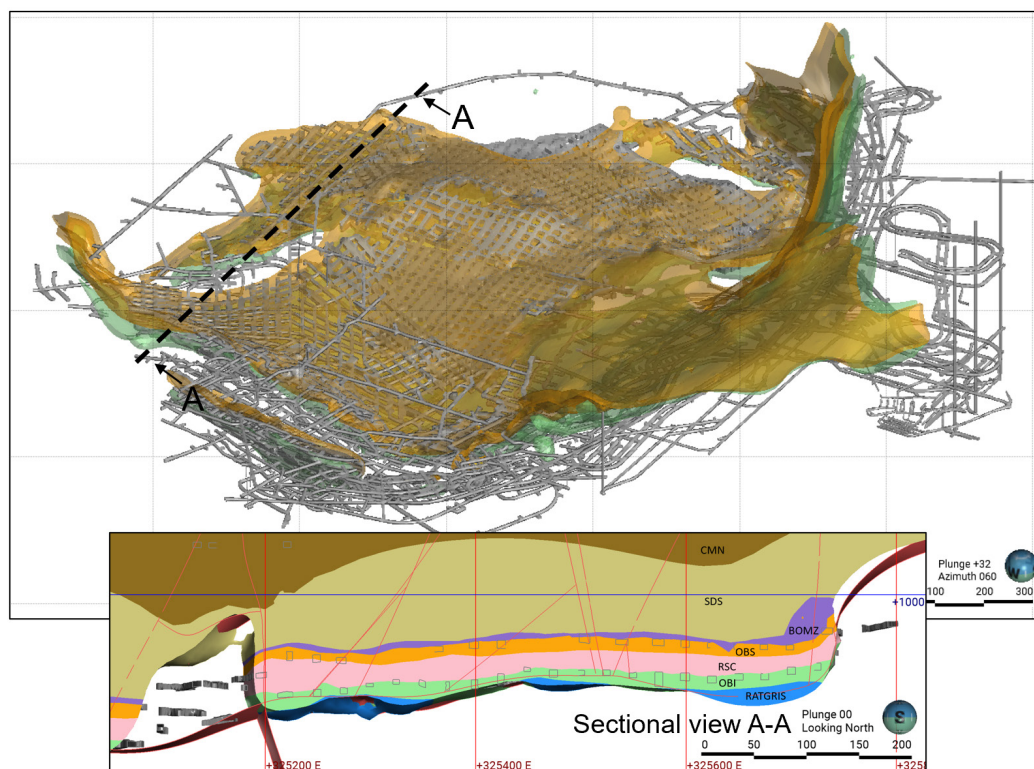 A
A
Plunge +32
Azimuth 060
W
100 200 300
CMN
+1000
SDS
BOMZ
OBS
RSC
OBI
RATGRIS
Sectional view A-A
Plunge 00
Looking North
S
0 50 100 150 200
+325200 E
+325400 E
+325600 E